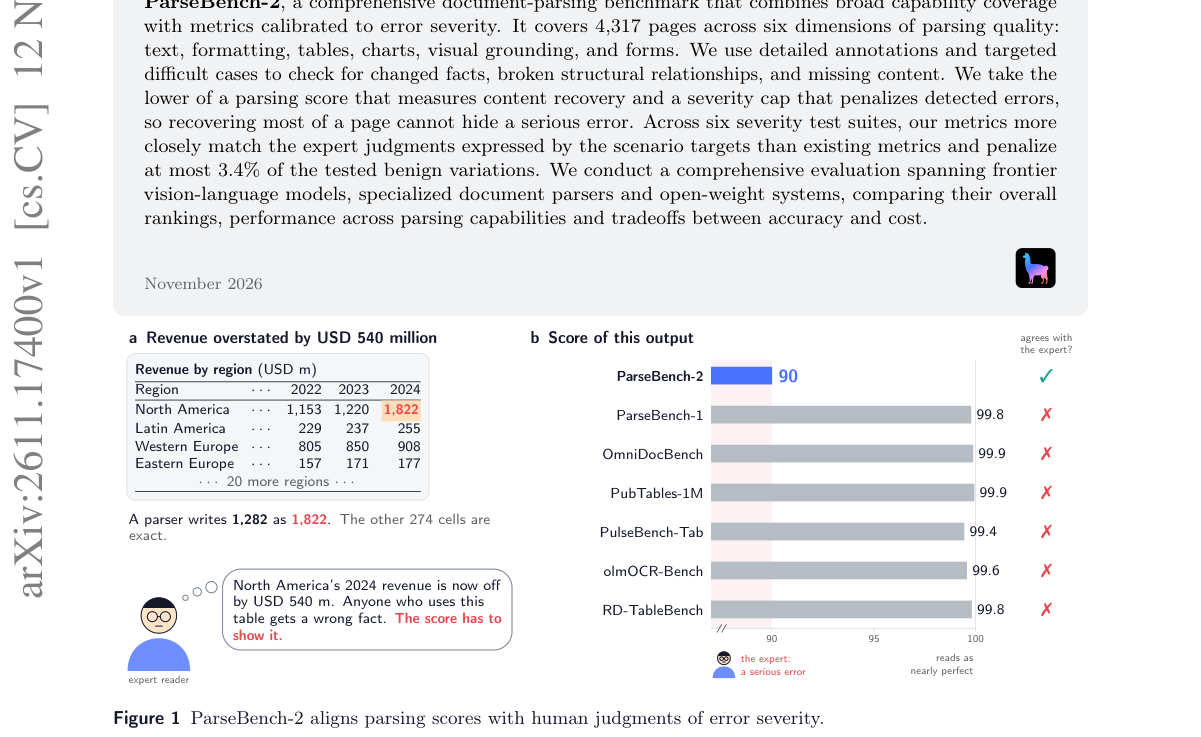 arXiv:2611.17400v1 [cs.CV] 12 N
ParseBench-2, a comprehensive document-parsing benchmark that combines broad capability coverage
with metrics calibrated to error severity. It covers 4,317 pages across six dimensions of parsing quality:
text, formatting, tables, charts, visual grounding, and forms. We use detailed annotations and targeted
difficult cases to check for changed facts, broken structural relationships, and missing content. We take the
lower of a parsing score that measures content recovery and a severity cap that penalizes detected errors,
so recovering most of a page cannot hide a serious error. Across six severity test suites, our metrics more
closely match the expert judgments expressed by the scenario targets than existing metrics and penalize
at most 3.4% of the tested benign variations. We conduct a comprehensive evaluation spanning frontier
vision-language models, specialized document parsers and open-weight systems, comparing their overall
rankings, performance across parsing capabilities and tradeoffs between accuracy and cost.
November 2026
a Revenue overstated by USD 540 million
Revenue by region (USD m)
Region · · · 2022 2023 2024
North America · · · 1,153 1,220 1,822
Latin America · · · 229 237 255
Western Europe · · · 805 850 908
Eastern Europe · · · 157 171 177
· · · 20 more regions · · ·
A parser writes 1,282 as 1,822. The other 274 cells are
exact.
North America's 2024 revenue is now off
by USD 540 m. Anyone who uses this
table gets a wrong fact. The score has to
show it.
expert reader
b Score of this output
agrees with
the expert?
ParseBench-2 90 ✓
ParseBench-1 99.8 ✗
OmniDocBench 99.9 ✗
PubTables-1M 99.9 ✗
PulseBench-Tab 99.4 ✗
olmOCR-Bench 99.6 ✗
RD-TableBench 99.8 ✗
// 90 95 100
the expert:
a serious error
reads as
nearly perfect
Figure 1 ParseBench-2 aligns parsing scores with human judgments of error severity.